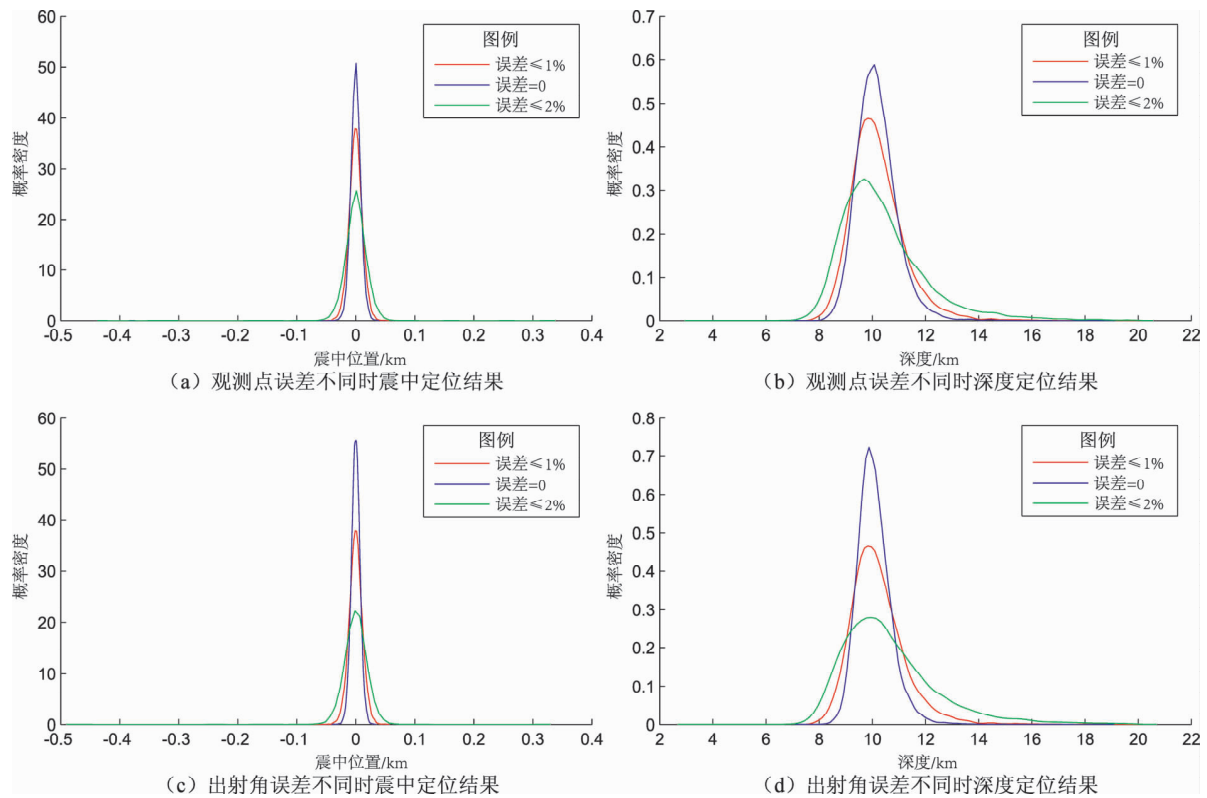 60
50
40
30
20
10
0
概率密度
图例
误差≤1%
误差=0
误差≤2%
-0.5 -0.4 -0.3 -0.2 -0.1 0 0.1 0.2 0.3 0.4
震中位置/km
（a）观测点误差不同时震中定位结果
0.7
0.6
0.5
0.4
0.3
0.2
0.1
0
概率密度
图例
误差≤1%
误差=0
误差≤2%
2 4 6 8 10 12 14 16 18 20 22
深度/km
（b）观测点误差不同时深度定位结果
60
50
40
30
20
10
0
概率密度
图例
误差≤1%
误差=0
误差≤2%
-0.5 -0.4 -0.3 -0.2 -0.1 0 0.1 0.2 0.3 0.4
震中位置/km
（c）出射角误差不同时震中定位结果
0.8
0.7
0.6
0.5
0.4
0.3
0.2
0.1
0
概率密度
图例
误差≤1%
误差=0
误差≤2%
2 4 6 8 10 12 14 16 18 20 22
深度/km
（d）出射角误差不同时深度定位结果